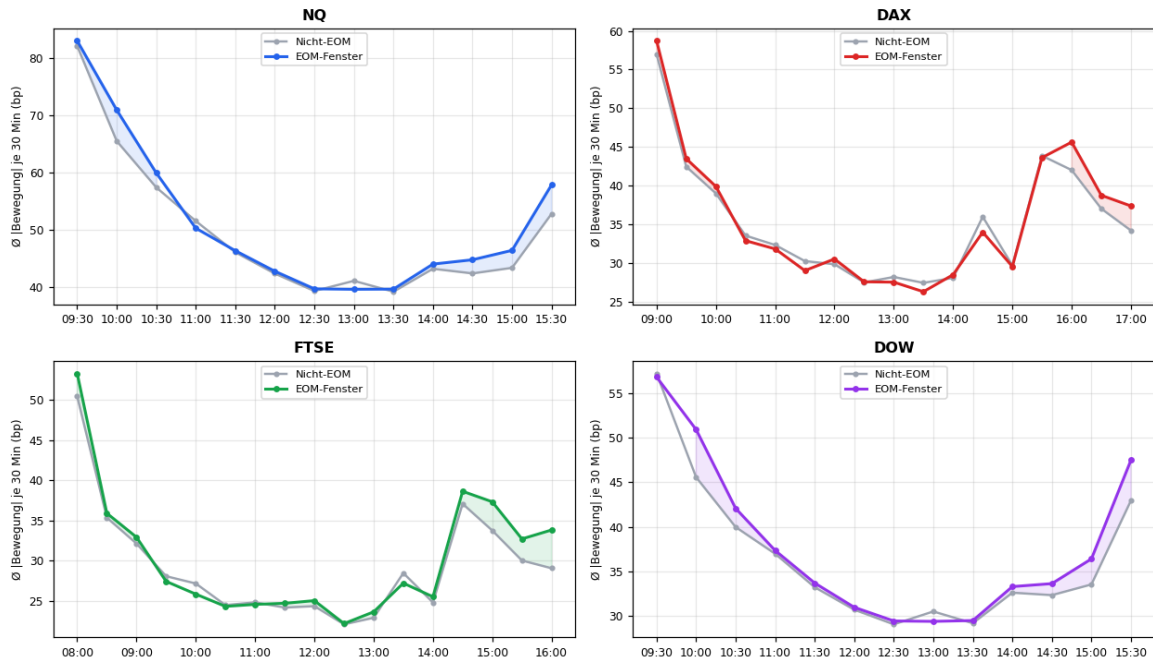 NQ
Ø |Bewegung| je 30 Min (bp)
80
70
60
50
40
Nicht-EOM
EOM-Fenster
09:30 10:00 10:30 11:00 11:30 12:00 12:30 13:00 13:30 14:00 14:30 15:00 15:30
DAX
Ø |Bewegung| je 30 Min (bp)
60
55
50
45
40
35
30
25
Nicht-EOM
EOM-Fenster
09:00 10:00 11:00 12:00 13:00 14:00 15:00 16:00 17:00
FTSE
Ø |Bewegung| je 30 Min (bp)
50
45
40
35
30
25
Nicht-EOM
EOM-Fenster
08:00 09:00 10:00 11:00 12:00 13:00 14:00 15:00 16:00
DOW
Ø |Bewegung| je 30 Min (bp)
55
50
45
40
35
30
Nicht-EOM
EOM-Fenster
09:30 10:00 10:30 11:00 11:30 12:00 12:30 13:00 13:30 14:00 14:30 15:00 15:30